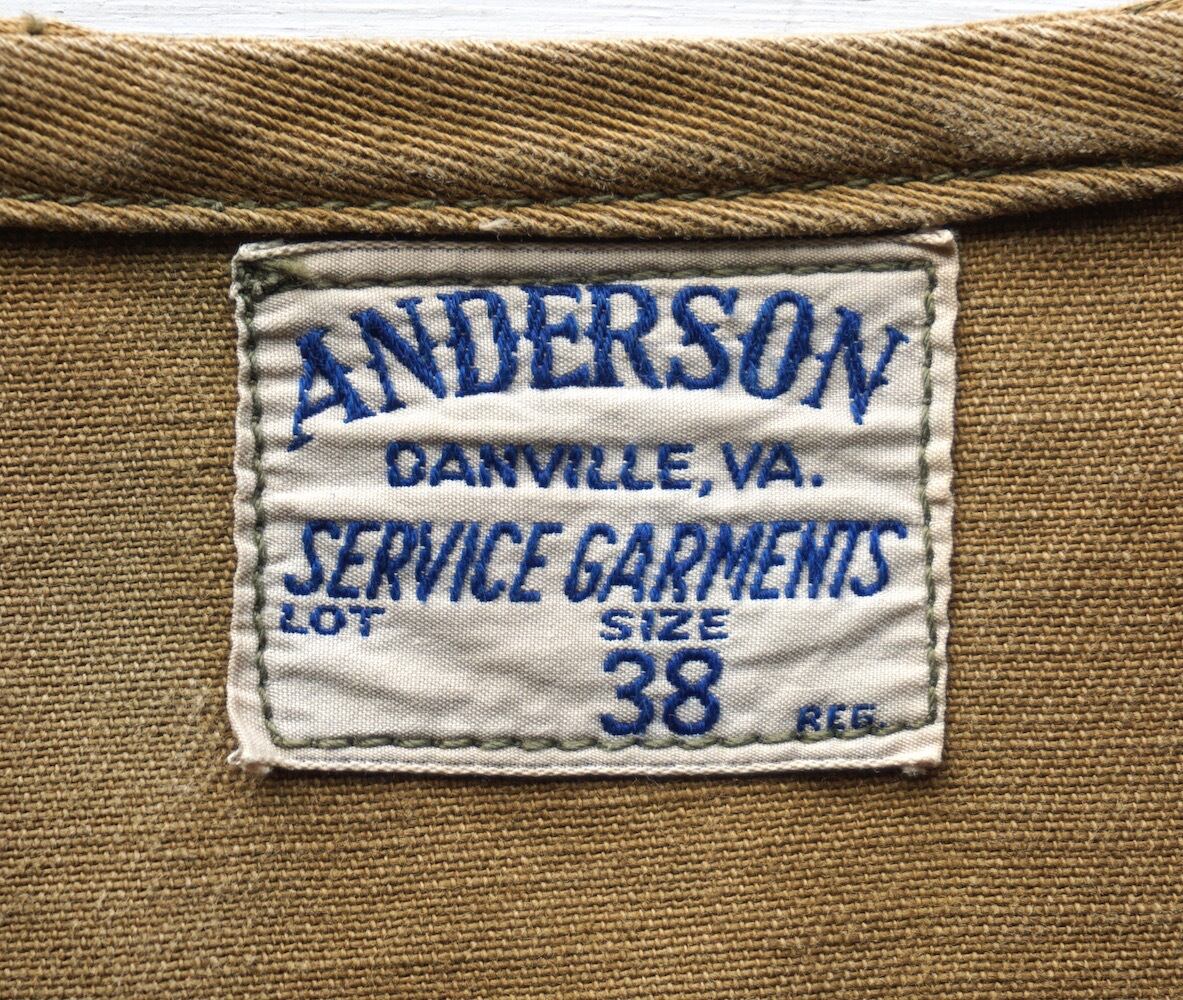 ANDERSON
DANVILLE, VA.
SERVICE GARMENTS
LOT SIZE
38 REG.